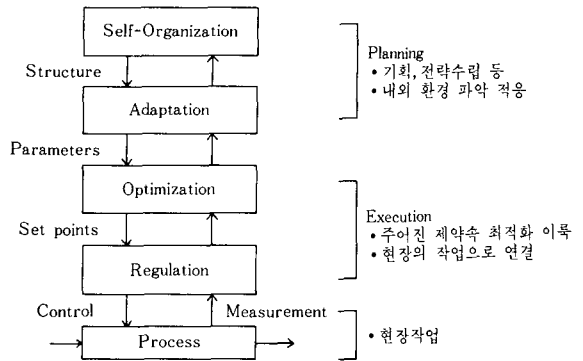 Self-Organization
Structure
Adaptation
Parameters
Optimization
Set points
Regulation
Control
Measurement
Process
Planning
• 기획, 전략수립 등
• 내외 환경 파악 적응
Execution
• 주어진 제약속 최적화 이룩
• 현장의 작업으로 연결
• 현장작업